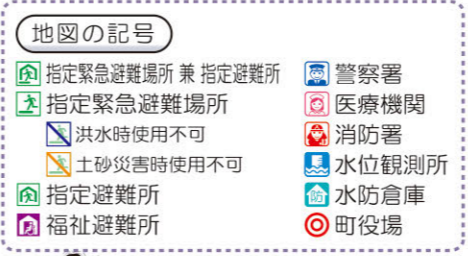 地図の記号
指定緊急避難場所 兼 指定避難所
指定緊急避難場所
洪水時使用不可
土砂災害時使用不可
指定避難所
福祉避難所
警察署
医療機関
消防署
水位観測所
防 水防倉庫
町役場